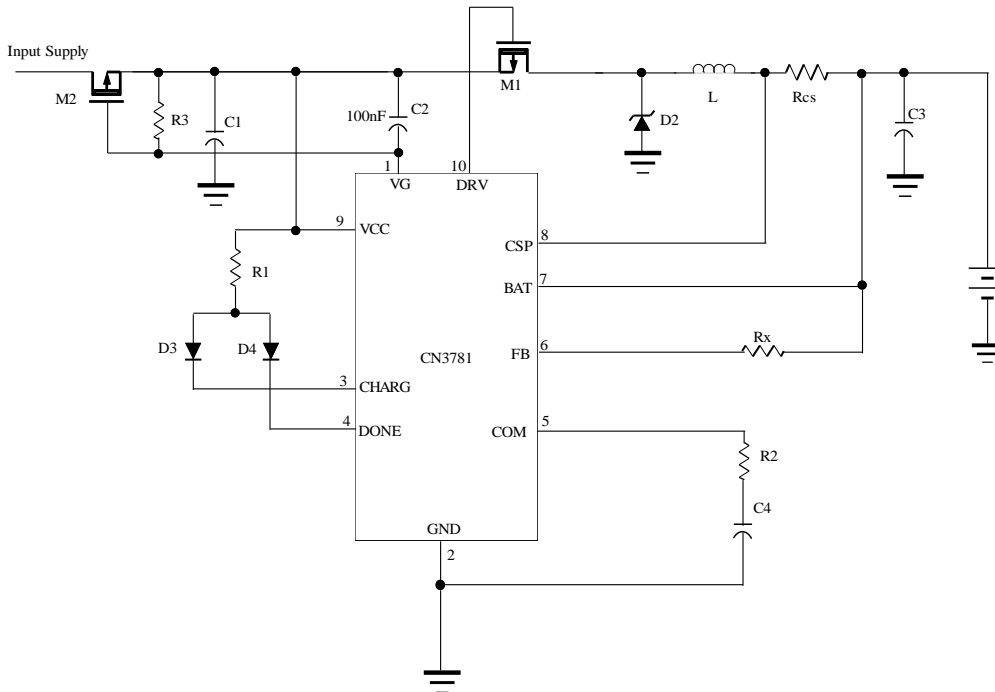 Input Supply
M2
R3
C1
100nF
C2
M1
D2
L
Rcs
C3
1
VG
10
DRV
9
VCC
R1
D3
D4
3
CHARG
4
DONE
CN3781
8
CSP
7
BAT
6
FB
Rx
5
COM
R2
C4
GND
2